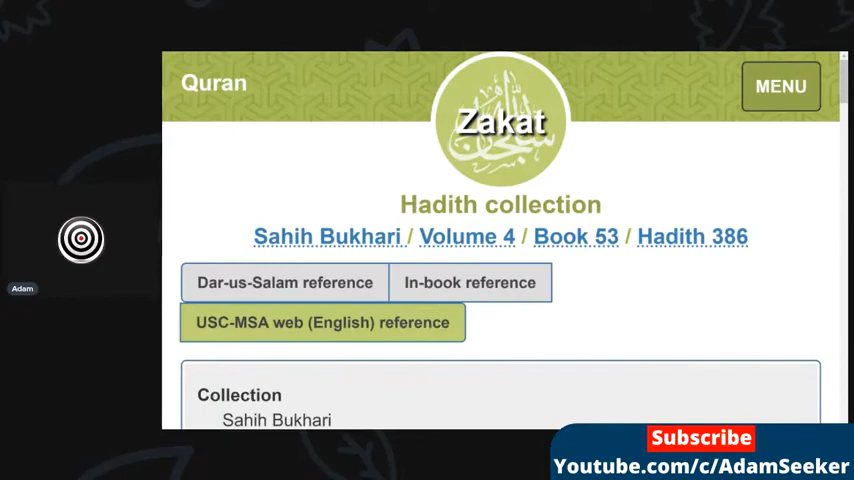 Quran
Zakat
MENU
Hadith collection
Sahih Bukhari / Volume 4 / Book 53 / Hadith 386
Dar-us-Salam reference
In-book reference
USC-MSA web (English) reference
Collection
Sahih Bukhari
Adam
Subscribe
Youtube.com/c/AdamSeeker